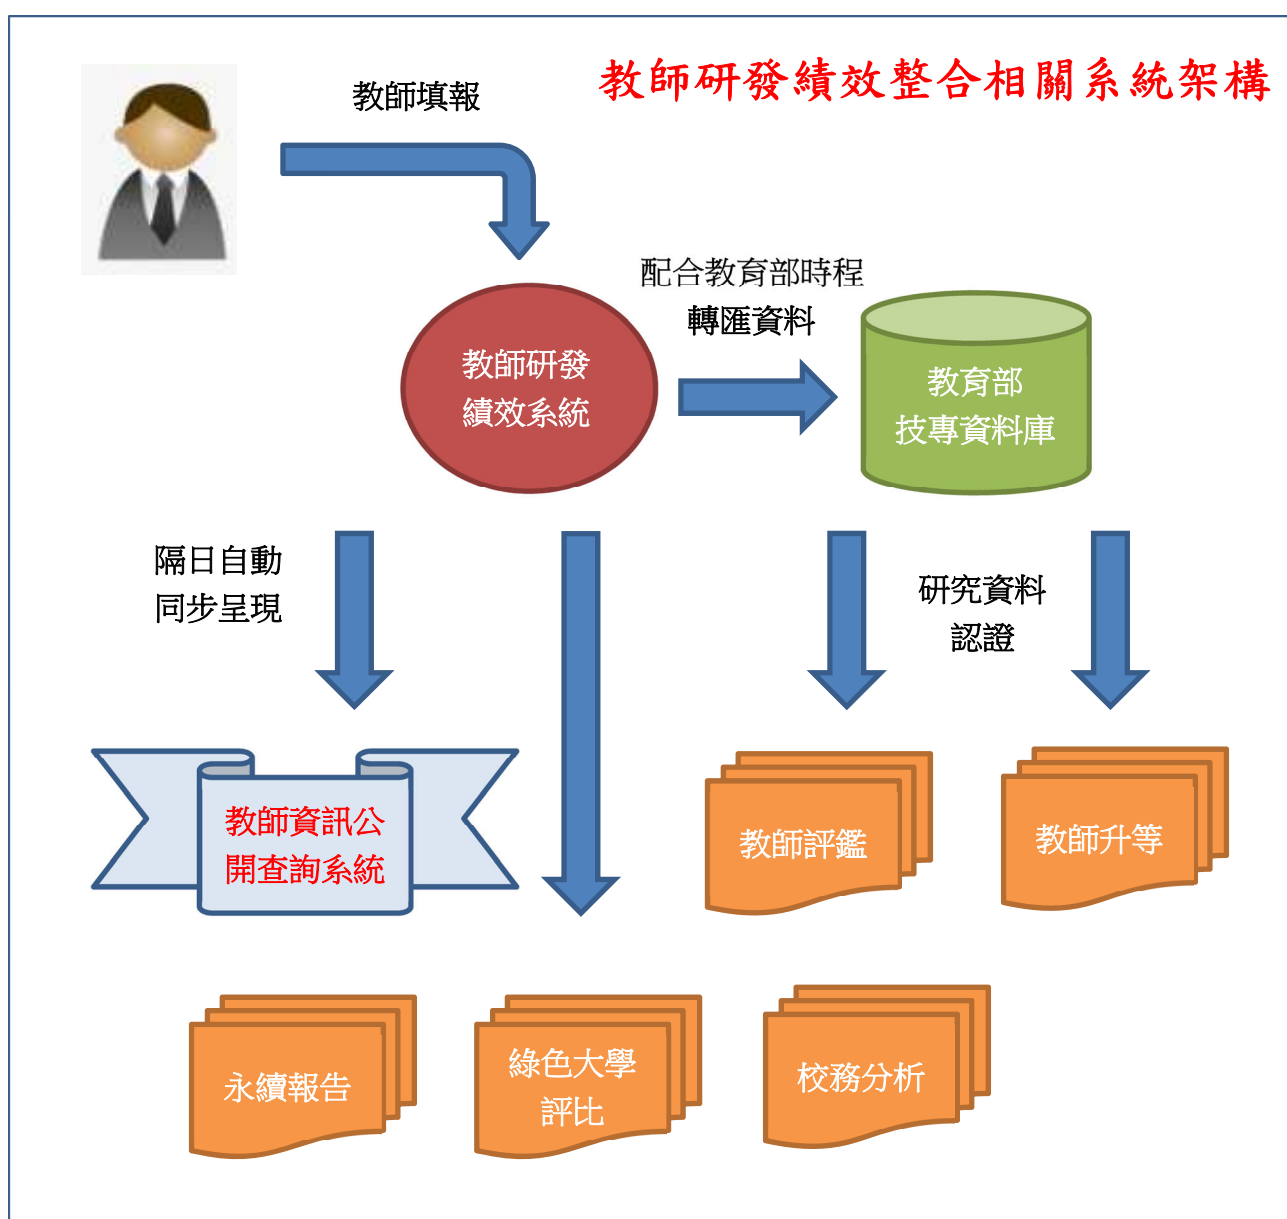 教師研發績效整合相關系統架構
教師填報
配合教育部時程
轉匯資料
教師研發
績效系統
教育部
技專資料庫
隔日自動
同步呈現
研究資料
認證
教師資訊公
開查詢系統
教師評鑑
教師升等
永續報告
綠色大學
評比
校務分析